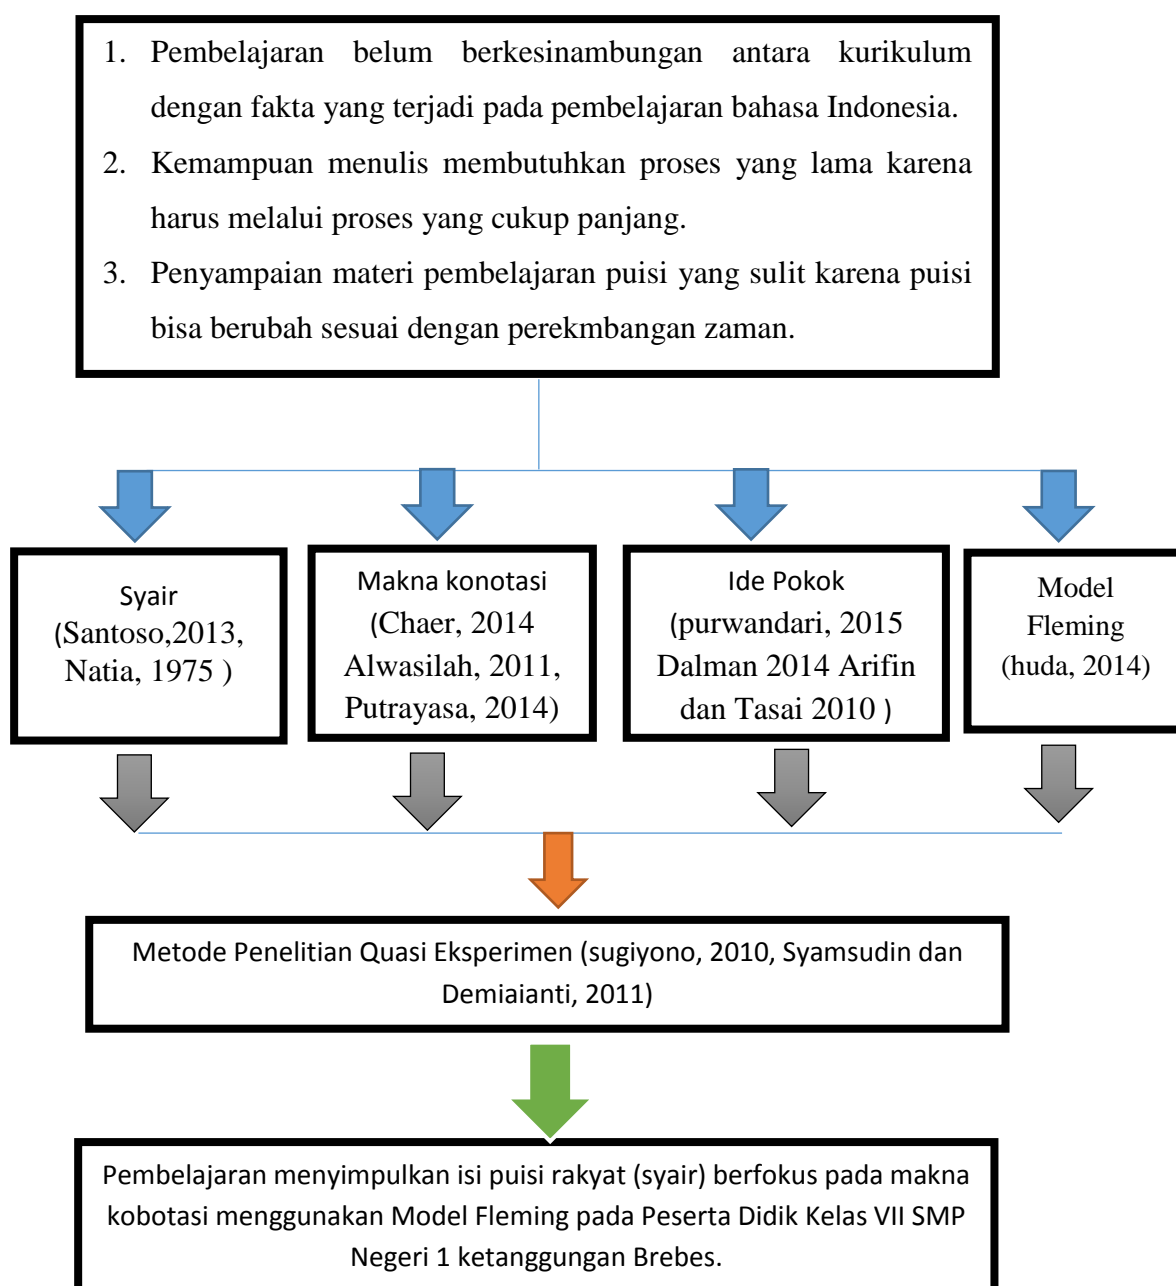 1. Pembelajaran belum berkesinambungan antara kurikulum
dengan fakta yang terjadi pada pembelajaran bahasa Indonesia.
2. Kemampuan menulis membutuhkan proses yang lama karena
harus melalui proses yang cukup panjang.
3. Penyampaian materi pembelajaran puisi yang sulit karena puisi
bisa berubah sesuai dengan perekmbangan zaman.
Syair
(Santoso,2013,
Natia, 1975 )
Makna konotasi
(Chaer, 2014
Alwasilah, 2011,
Putrayasa, 2014)
Ide Pokok
(purwandari, 2015
Dalman 2014 Arifin
dan Tasai 2010 )
Model
Fleming
(huda, 2014)
Metode Penelitian Quasi Eksperimen (sugiyono, 2010, Syamsudin dan
Demiaianti, 2011)
Pembelajaran menyimpulkan isi puisi rakyat (syair) berfokus pada makna
kobotasi menggunakan Model Fleming pada Peserta Didik Kelas VII SMP
Negeri 1 ketanggungan Brebes.